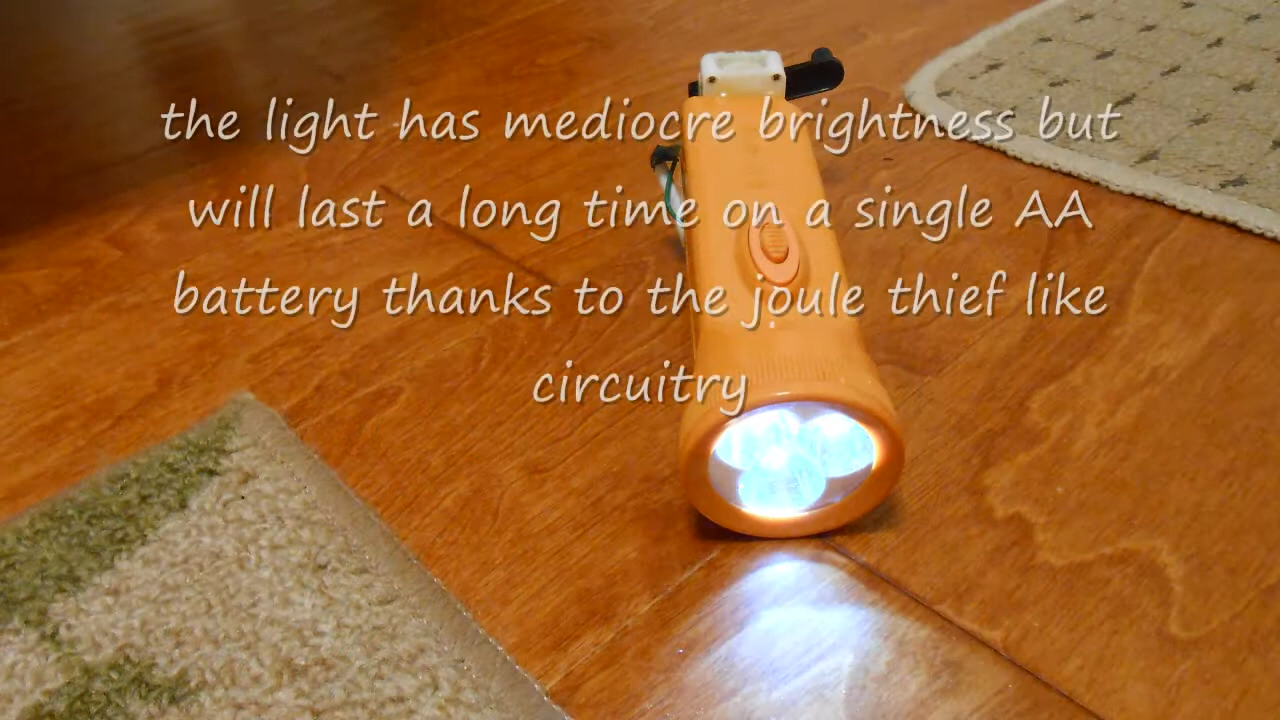 the light has mediocre brightness but
will last a long time on a single AA
battery thanks to the joule thief like
circuitry